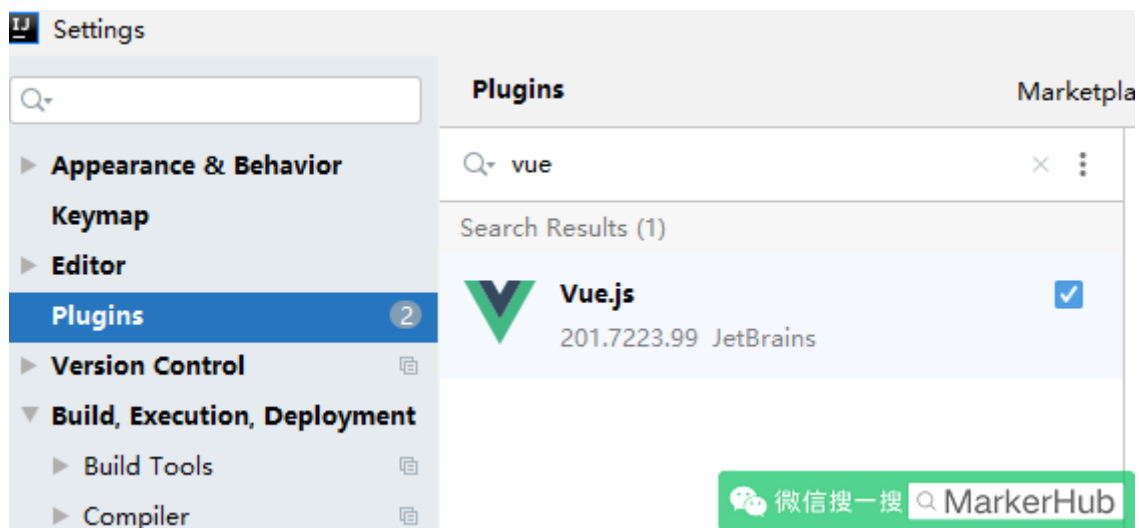 IJ Settings
Plugins
Marketpla
Appearance & Behavior
Keymap
Editor
Plugins 2
Version Control
Build, Execution, Deployment
Build Tools
Compiler
vue
Search Results (1)
Vue.js
201.7223.99 JetBrains
微信搜一搜 MarkerHub